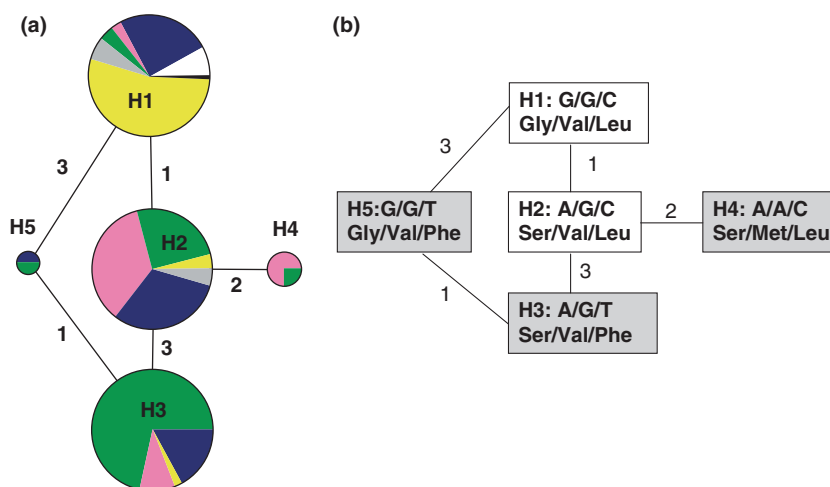 (a)
H1
3
1
H5
H2
H4
2
1
3
H3
(b)
H1: G/G/C
Gly/Val/Leu
3
1
H5:G/G/T
Gly/Val/Phe
H2: A/G/C
Ser/Val/Leu
2
H4: A/A/C
Ser/Met/Leu
1
3
H3: A/G/T
Ser/Val/Phe